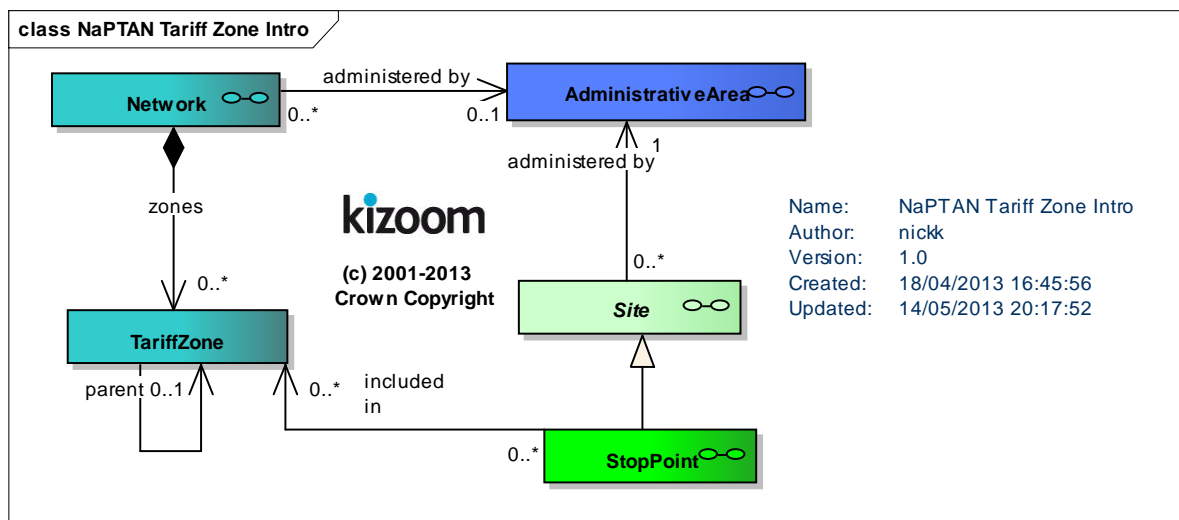 class NaPTAN Tariff Zone Intro
Network
administered by
0..*
0..1
AdministrativeArea
1
administered by
zones
kizoom
(c) 2001-2013
Crown Copyright
Name: NaPTAN Tariff Zone Intro
Author: nickk
Version: 1.0
Created: 18/04/2013 16:45:56
Updated: 14/05/2013 20:17:52
0..*
0..*
Site
TariffZone
parent 0..1
0..*
included
in
0..*
StopPoint